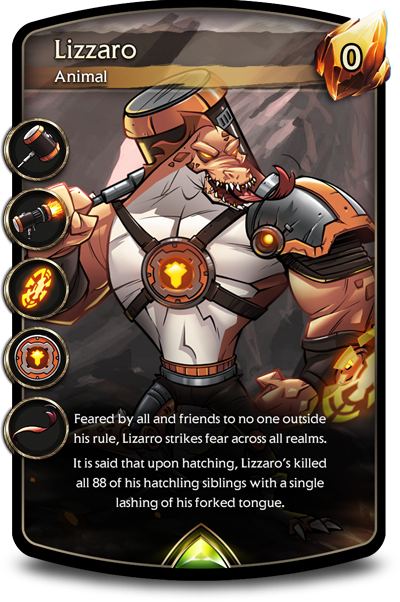 Lizzaro
0
Animal
Feared by all and friends to no one outside
his rule, Lizarro strikes fear across all realms.
It is said that upon hatching, Lizzaro's killed
all 88 of his hatchling siblings with a single
lashing of his forked tongue.